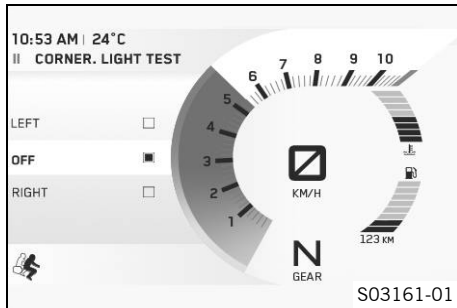 10:53 AM | 24°C
II CORNER. LIGHT TEST
LEFT
OFF
RIGHT
1
2
3
4
5
6
7
8
9
10
0
KM/H
N
GEAR
123 KM
S03161-01